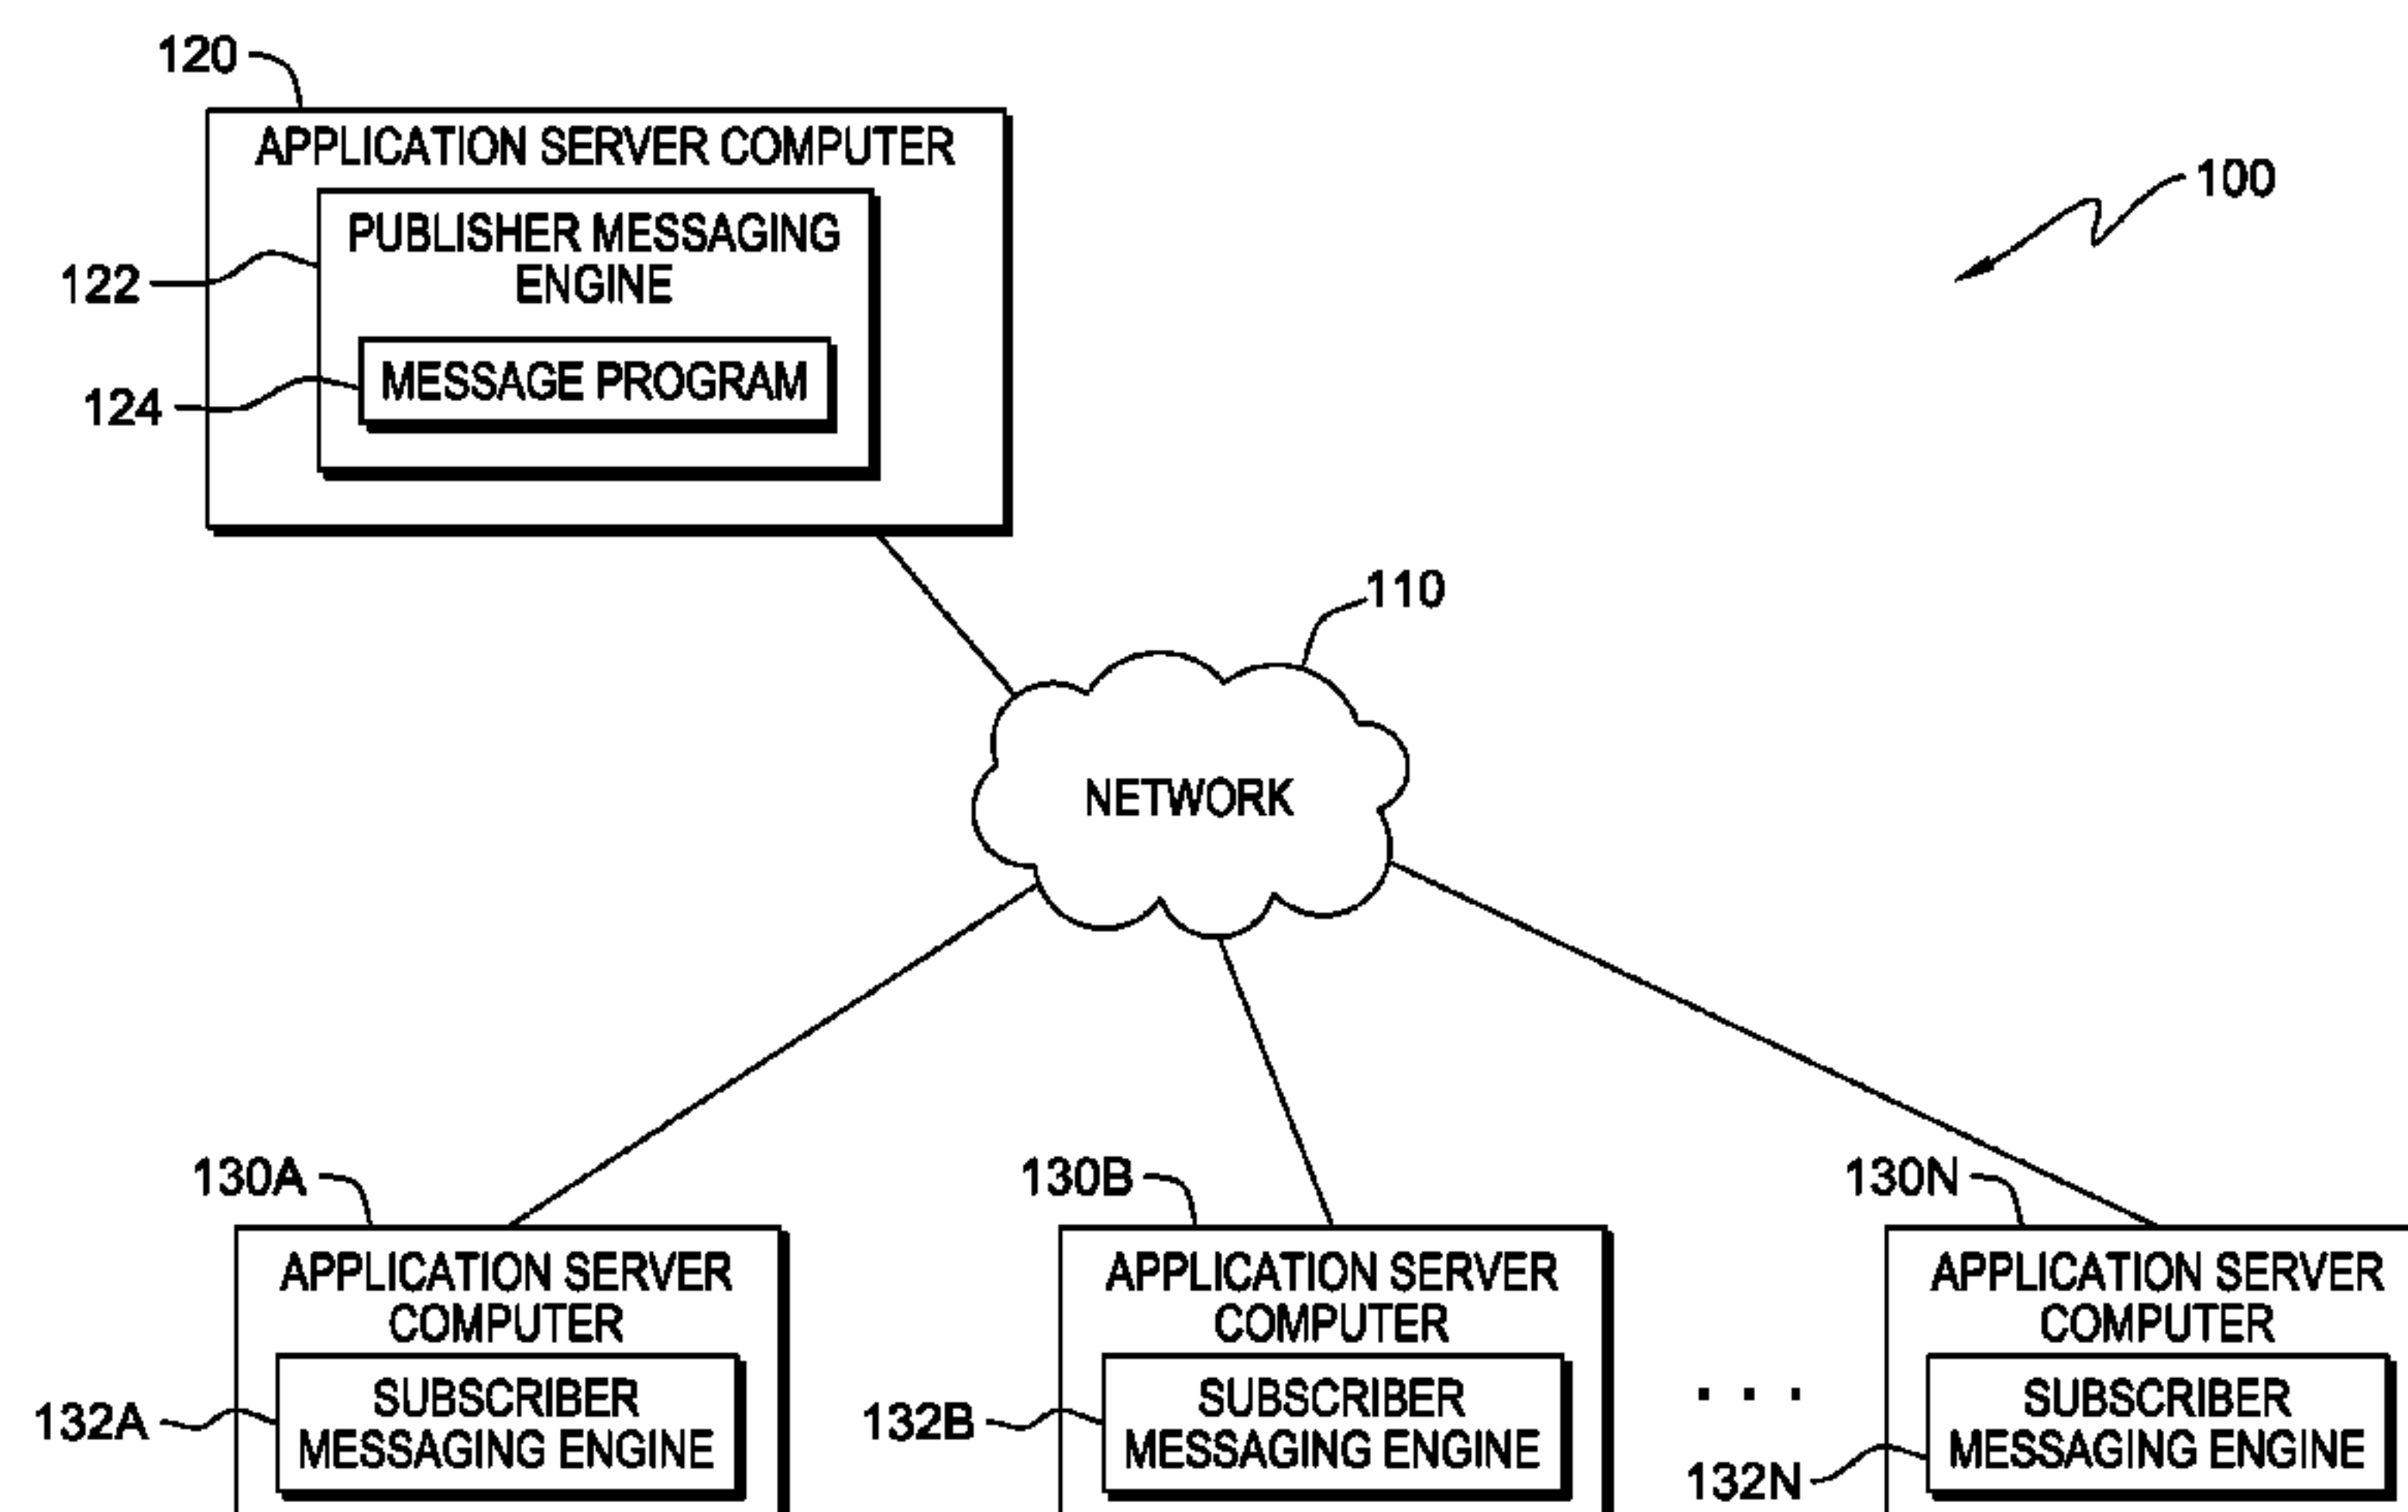 120
APPLICATION SERVER COMPUTER
100
PUBLISHER MESSAGING
ENGINE
122
MESSAGE PROGRAM
124
110
NETWORK
130A
130B
130N
APPLICATION SERVER
COMPUTER
SUBSCRIBER
MESSAGING ENGINE
132A
APPLICATION SERVER
COMPUTER
SUBSCRIBER
MESSAGING ENGINE
132B
. . .
APPLICATION SERVER
COMPUTER
SUBSCRIBER
MESSAGING ENGINE
132N